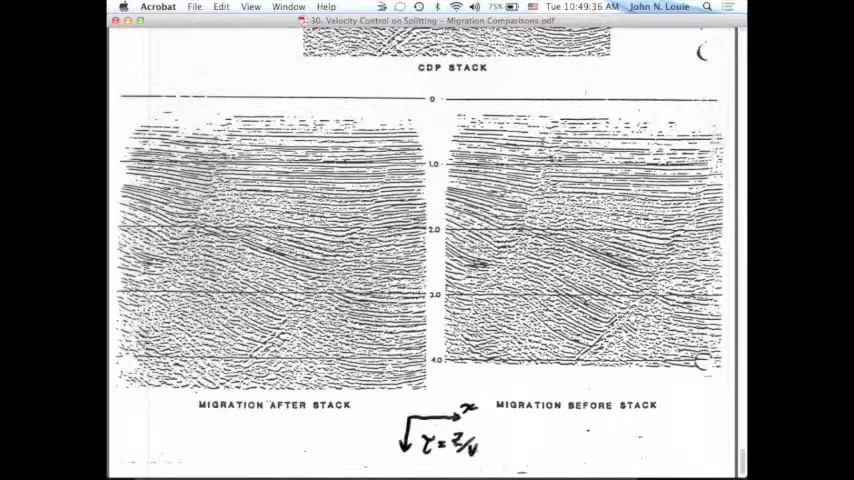 Acrobat File Edit View Window Help 75% Tue 10:49:36 AM John N. Louie
30. Velocity Control on Splitting – Migration Comparisons.pdf
CDP STACK
0
1.0
2.0
3.0
4.0
MIGRATION AFTER STACK
MIGRATION BEFORE STACK
x
τ = z/v